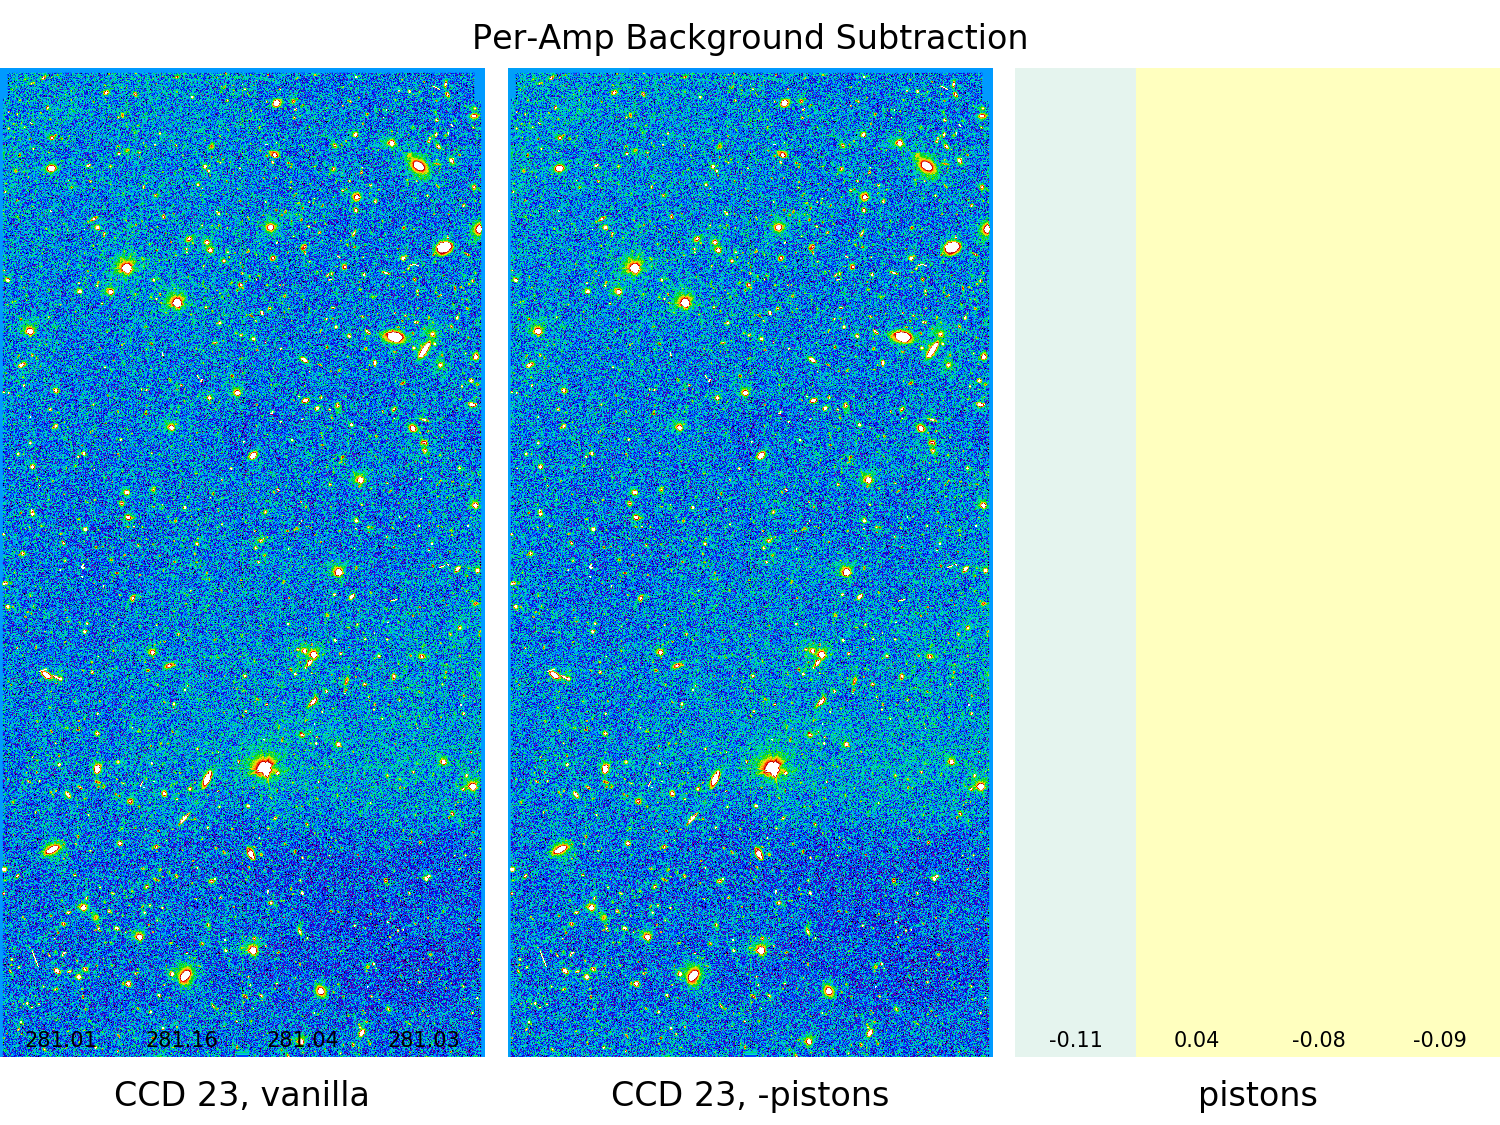 Per-Amp Background Subtraction
281.01 281.16 281.04 281.03
-0.11 0.04 -0.08 -0.09
CCD 23, vanilla
CCD 23, -pistons
pistons